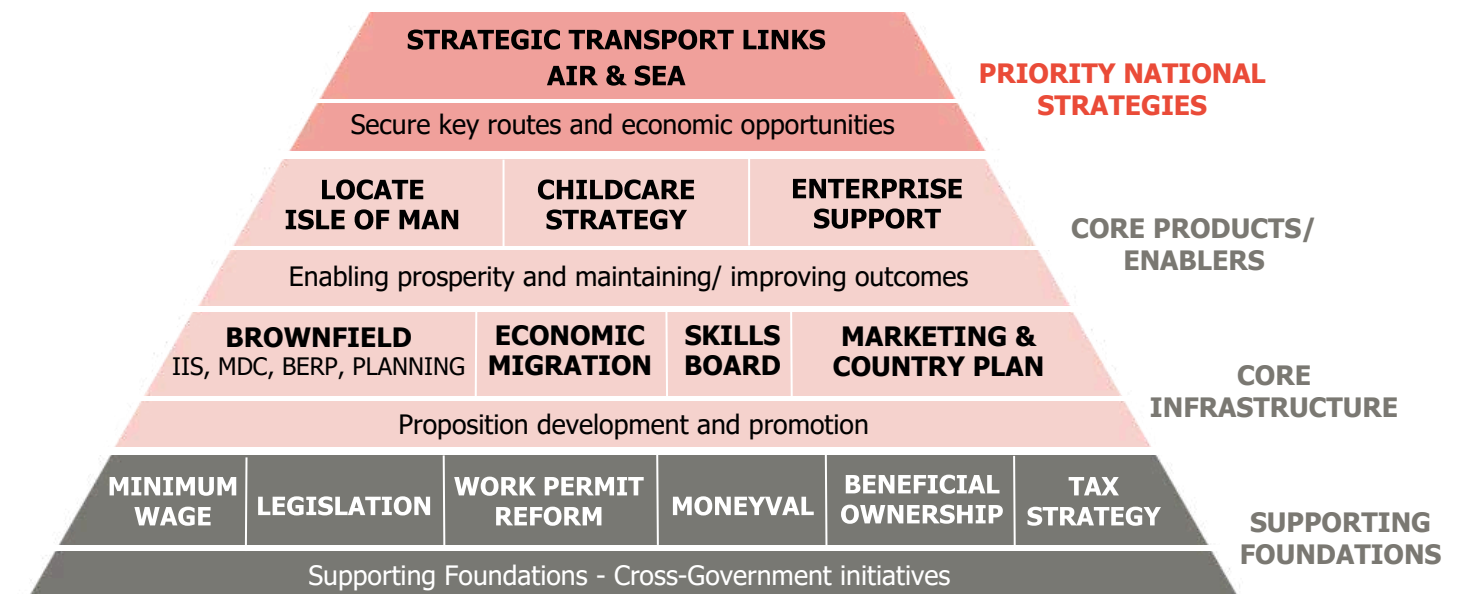 STRATEGIC TRANSPORT LINKS
AIR & SEA
PRIORITY NATIONAL
STRATEGIES
Secure key routes and economic opportunities
LOCATE
ISLE OF MAN
CHILDCARE
STRATEGY
ENTERPRISE
SUPPORT
CORE PRODUCTS/
ENABLERS
Enabling prosperity and maintaining/ improving outcomes
BROWNFIELD
IIS, MDC, BERP, PLANNING
ECONOMIC
MIGRATION
SKILLS
BOARD
MARKETING &
COUNTRY PLAN
CORE
INFRASTRUCTURE
Proposition development and promotion
MINIMUM
WAGE
LEGISLATION
WORK PERMIT
REFORM
MONEYVAL
BENEFICIAL
OWNERSHIP
TAX
STRATEGY
SUPPORTING
FOUNDATIONS
Supporting Foundations - Cross-Government initiatives